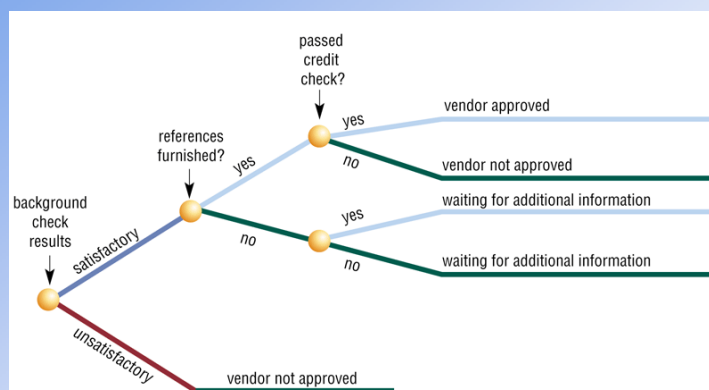 passed
credit
check?
yes
vendor approved
references
furnished?
yes
no
vendor not approved
background
check
results
waiting for additional information
yes
satisfactory
no
no
waiting for additional information
unsatisfactory
vendor not approved